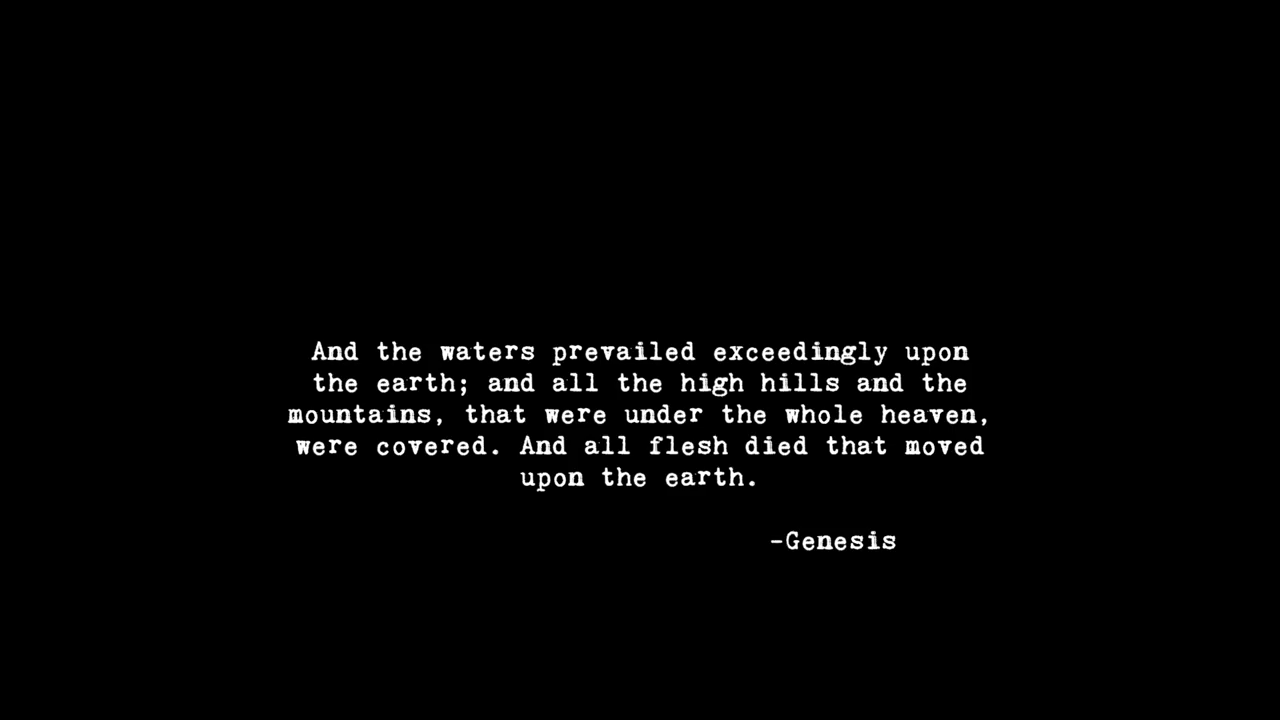 And the waters prevailed exceedingly upon
the earth; and all the high hills and the
mountains, that were under the whole heaven,
were covered. And all flesh died that moved
upon the earth.
-Genesis